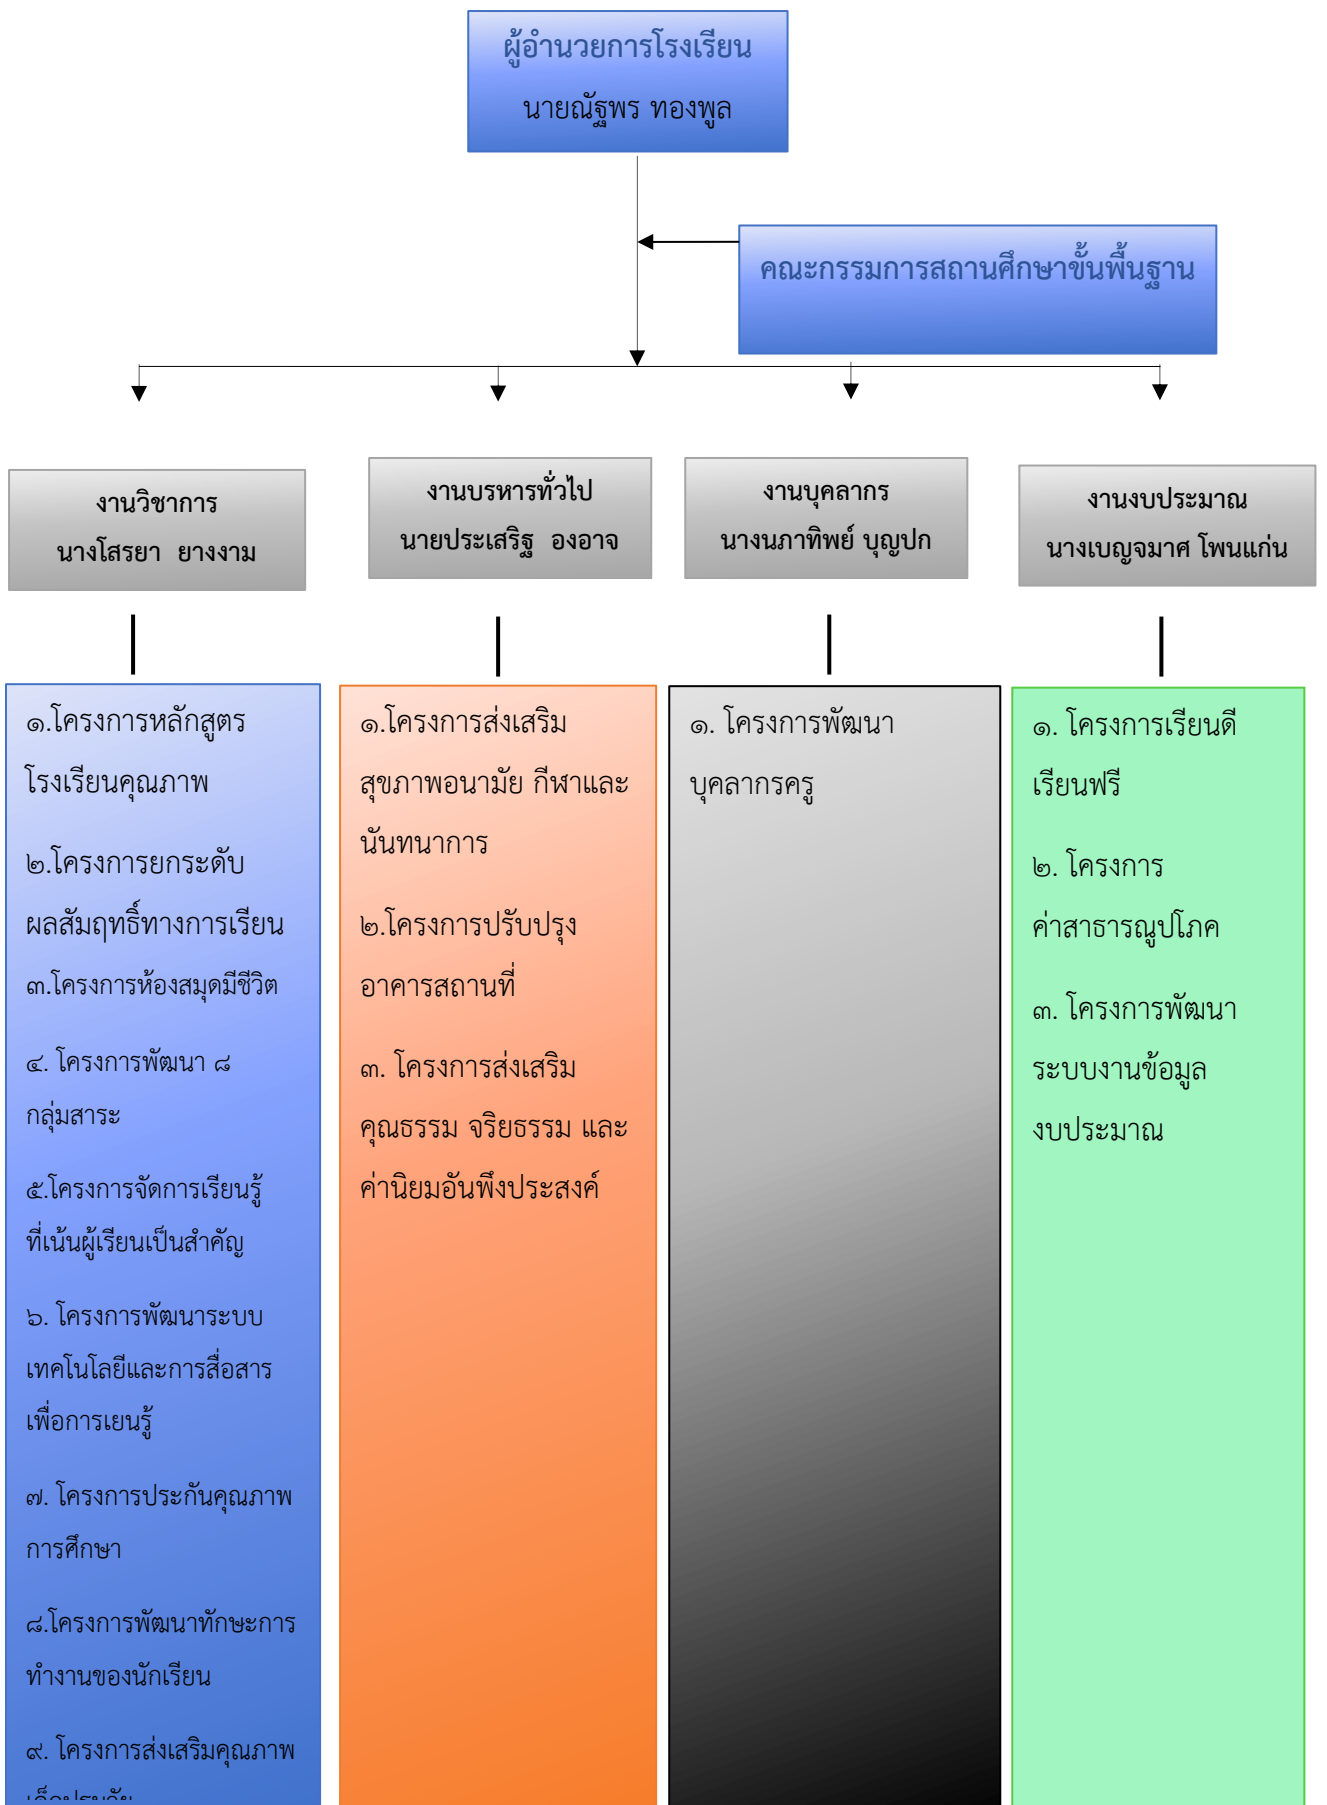 ผู้อำนวยการโรงเรียน
นายณัฐพร ทองพูล
คณะกรรมการสถานศึกษาขั้นพื้นฐาน
งานวิชาการ
นางโสรยา ยางงาม
งานบรหารทั่วไป
นายประเสริฐ องอาจ
งานบุคลากร
นางนภาทิพย์ บุญปก
งานงบประมาณ
นางเบญจมาศ โพนแก่น
๑.โครงการหลักสูตร
โรงเรียนคุณภาพ
๒.โครงการยกระดับ
ผลสัมฤทธิ์ทางการเรียน
๓.โครงการห้องสมุดมีชีวิต
๔. โครงการพัฒนา ๘
กลุ่มสาระ
๕.โครงการจัดการเรียนรู้
ที่เน้นผู้เรียนเป็นสำคัญ
๖. โครงการพัฒนาระบบ
เทคโนโลยีและการสื่อสาร
เพื่อการเยนรู้
๗. โครงการประกันคุณภาพ
การศึกษา
๘.โครงการพัฒนาทักษะการ
ทำงานของนักเรียน
๙. โครงการส่งเสริมคุณภาพ
๑.โครงการส่งเสริม
สุขภาพอนามัย กีฬาและ
นันทนาการ
๒.โครงการปรับปรุง
อาคารสถานที่
๓. โครงการส่งเสริม
คุณธรรม จริยธรรม และ
ค่านิยมอันพึงประสงค์
๑. โครงการพัฒนา
บุคลากรครู
๑. โครงการเรียนดี
เรียนฟรี
๒. โครงการ
ค่าสาธารณูปโภค
๓. โครงการพัฒนา
ระบบงานข้อมูล
งบประมาณ